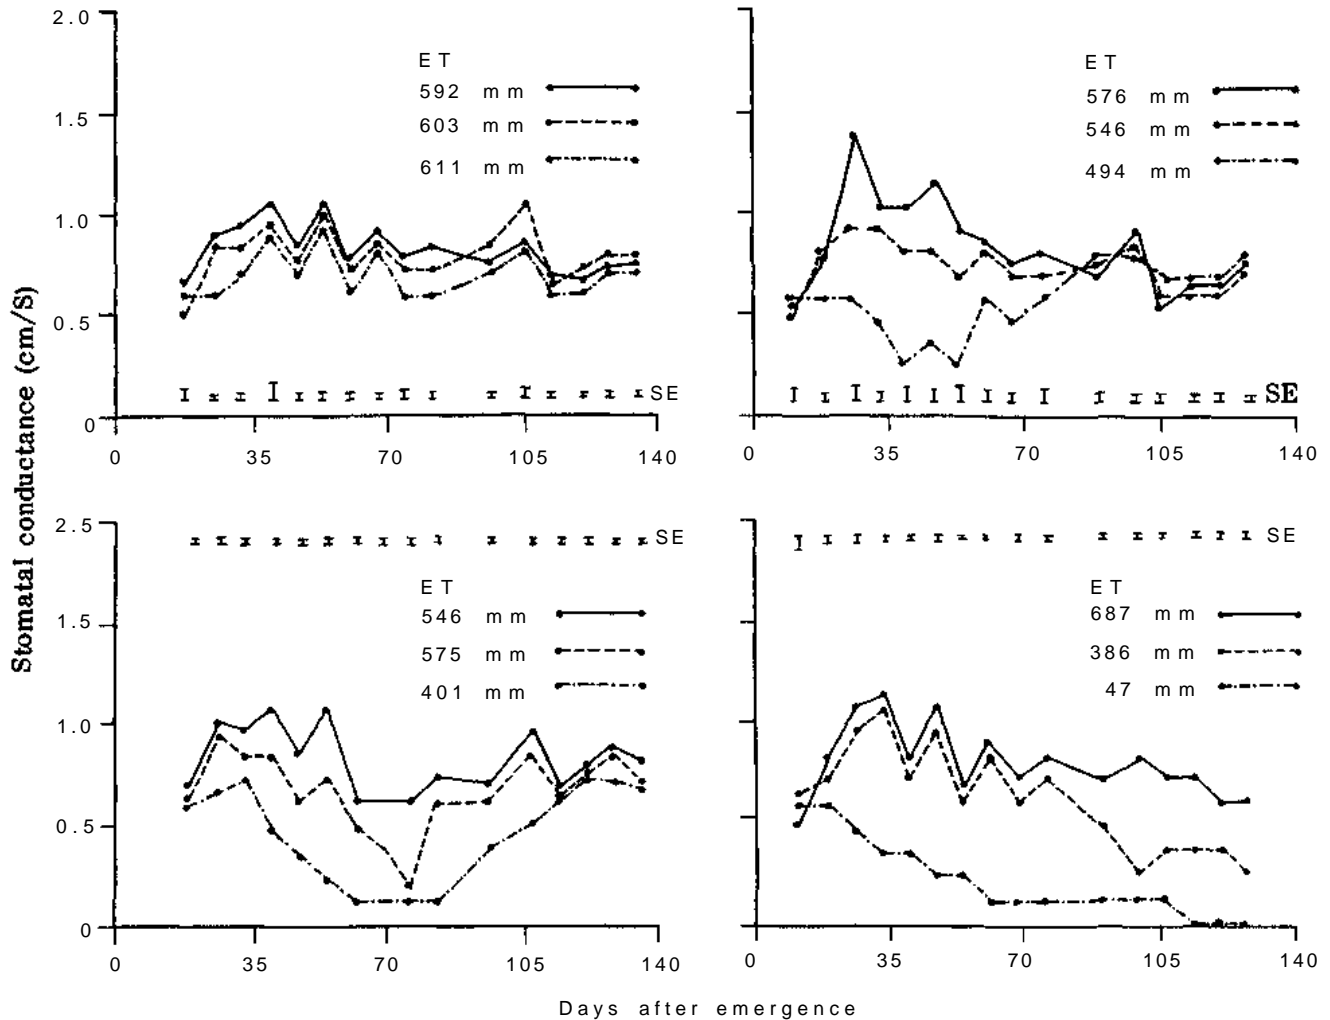 Stomatal conductance (cm/S)
2.0
1.5
1.0
0.5
0
ET
592 mm
603 mm
611 mm
SE
0 35 70 105 140
ET
576 mm
546 mm
494 mm
SE
0 35 70 105 140
2.5
1.5
1.0
0.5
0
SE
ET
546 mm
575 mm
401 mm
0 35 70 105 140
SE
ET
687 mm
386 mm
47 mm
0 35 70 105 140
Days after emergence